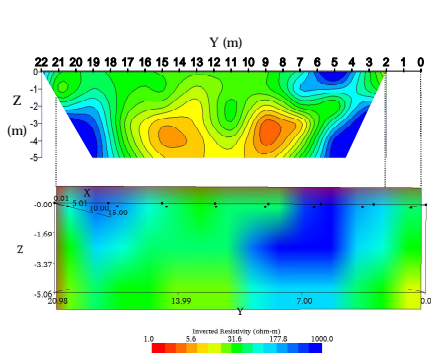 Y (m)
22 21 20 19 18 17 16 15 14 13 12 11 10 9 8 7 6 5 4 3 2 1 0
0
-1
Z
-2
-3
(m)
-4
-5
X
0.01 5.01 10.00 15.00
-0.00
-1.69
Z
-3.37
-5.06
20.98 13.99 7.00 0.0
Y
Inverted Resistivity (ohm-m)
1.0 5.6 31.6 177.8 1000.0